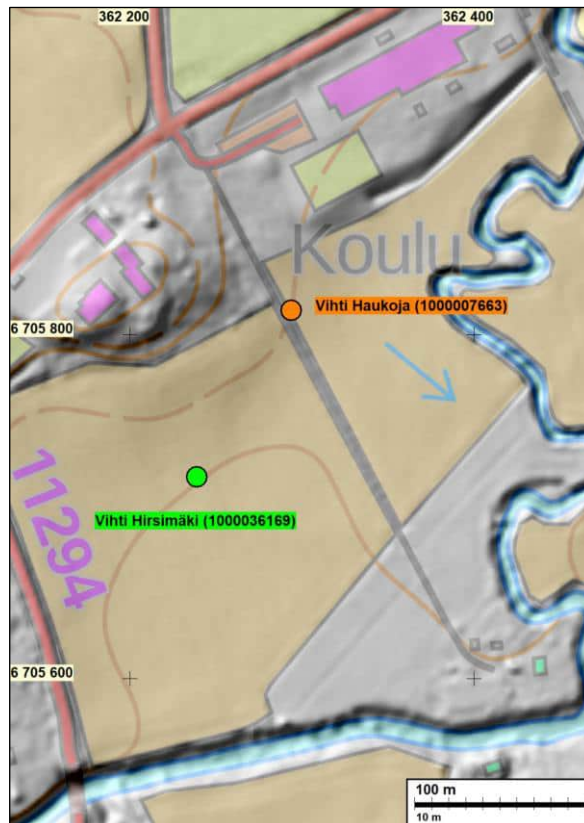 362 200
362 400
Koulu
Vihti Haukoja (1000007663)
6 705 800
11294
Vihti Hirsimäki (1000036169)
6 705 600
100 m
10 m